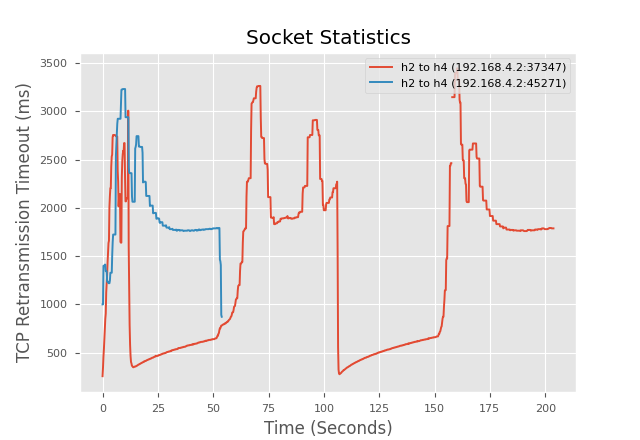 Socket Statistics
h2 to h4 (192.168.4.2:37347)
h2 to h4 (192.168.4.2:45271)
TCP Retransmission Timeout (ms)
3500
3000
2500
2000
1500
1000
500
0 25 50 75 100 125 150 175 200
Time (Seconds)